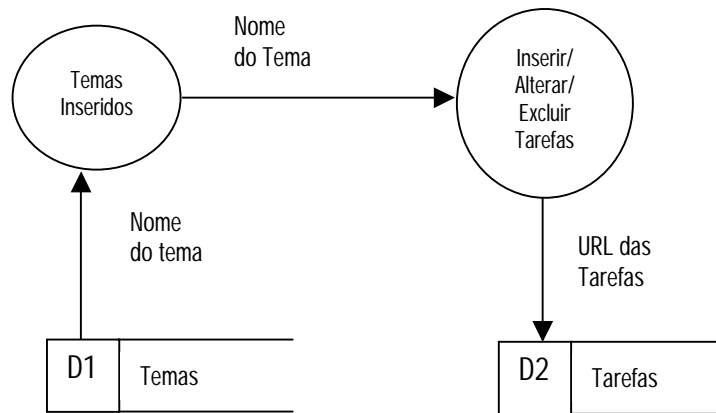 Nome
do Tema
Temas
Inseridos
Inserir/
Alterar/
Excluir
Tarefas
Nome
do tema
URL das
Tarefas
D1
Temas
D2
Tarefas